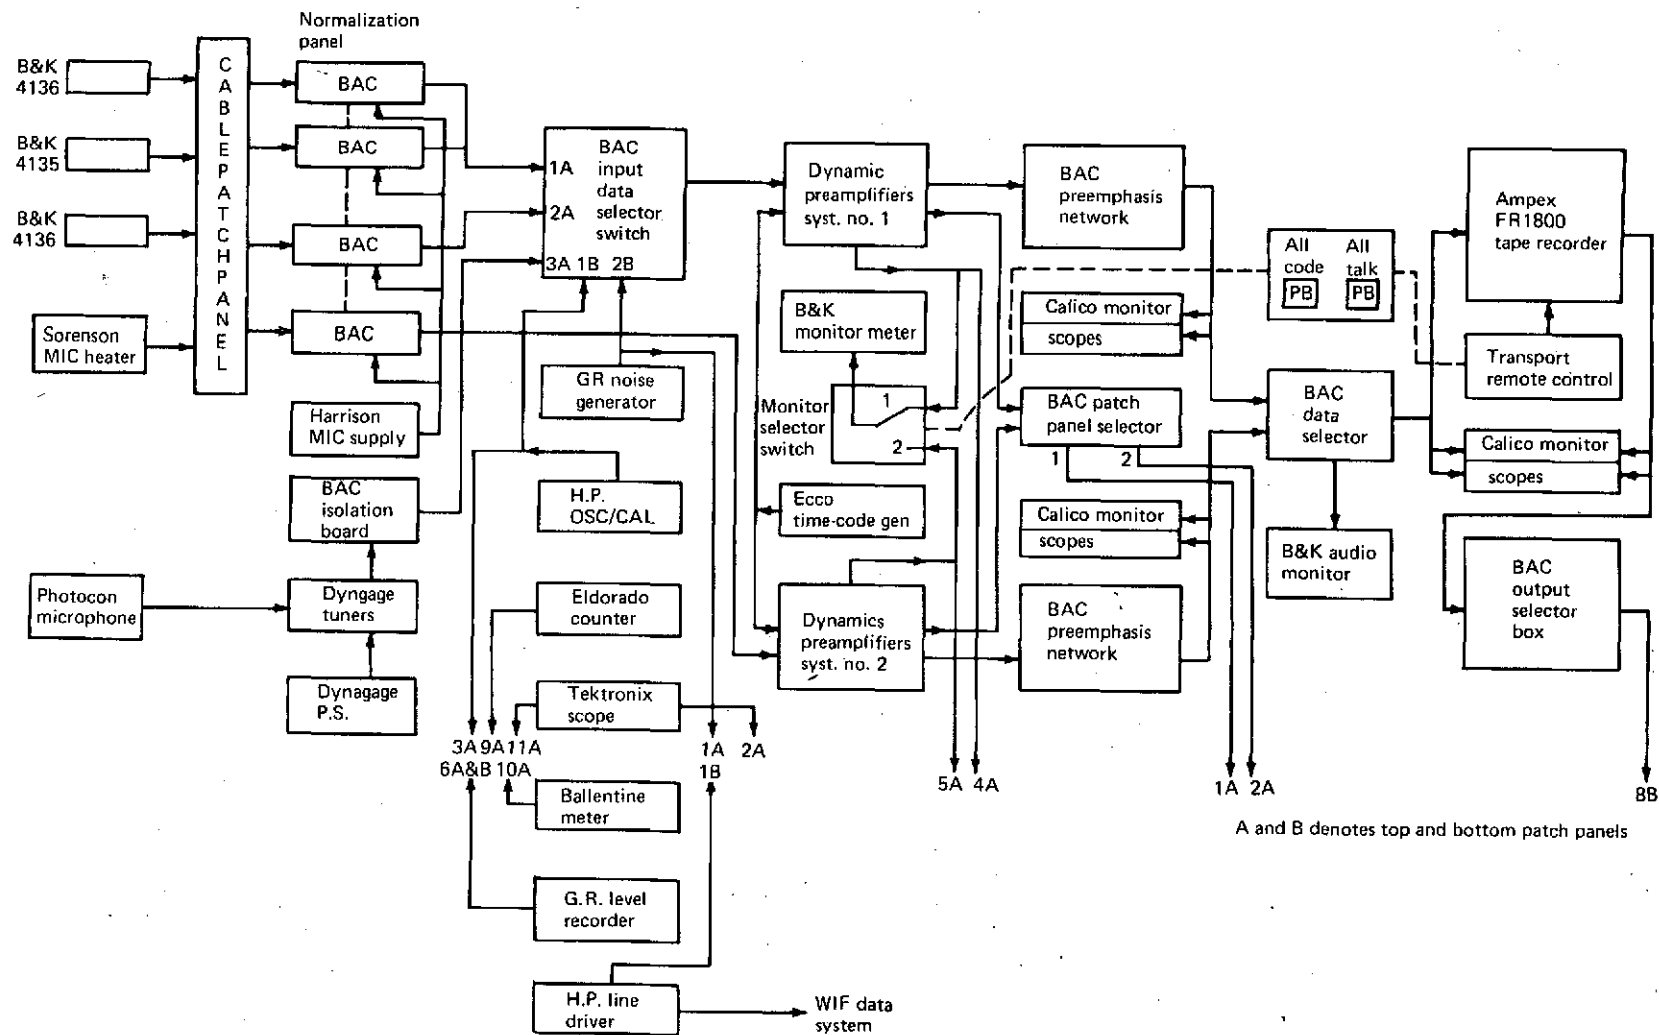 Normalization
panel
B&K
4136
B&K
4135
B&K
4136
CABLEPATCHPANEL
BAC
BAC
BAC
BAC
Sorenson
MIC heater
Harrison
MIC supply
BAC
isolation
board
Photocon
microphone
Dyngage
tuners
Dynagage
P.S.
BAC
input
data
selector
switch
1A
2A
3A 1B 2B
GR noise
generator
H.P.
OSC/CAL
Eldorado
counter
Tektronix
scope
3A 9A 11A
6A&B 10A
1A
1B
2A
Ballentine
meter
G.R. level
recorder
H.P. line
driver
WIF data
system
Dynamic
preamplifiers
syst. no. 1
B&K
monitor meter
Monitor
selector
switch
1
2
Ecco
time-code gen
Dynamics
preamplifiers
syst. no. 2
5A 4A
BAC
preemphasis
network
Calico monitor
scopes
BAC patch
panel selector
1 2
Calico monitor
scopes
BAC
preemphasis
network
1A 2A
All
code
PB
All
talk
PB
BAC
data
selector
B&K audio
monitor
Ampex
FR1800
tape recorder
Transport
remote control
Calico monitor
scopes
BAC
output
selector
box
8B
A and B denotes top and bottom patch panels